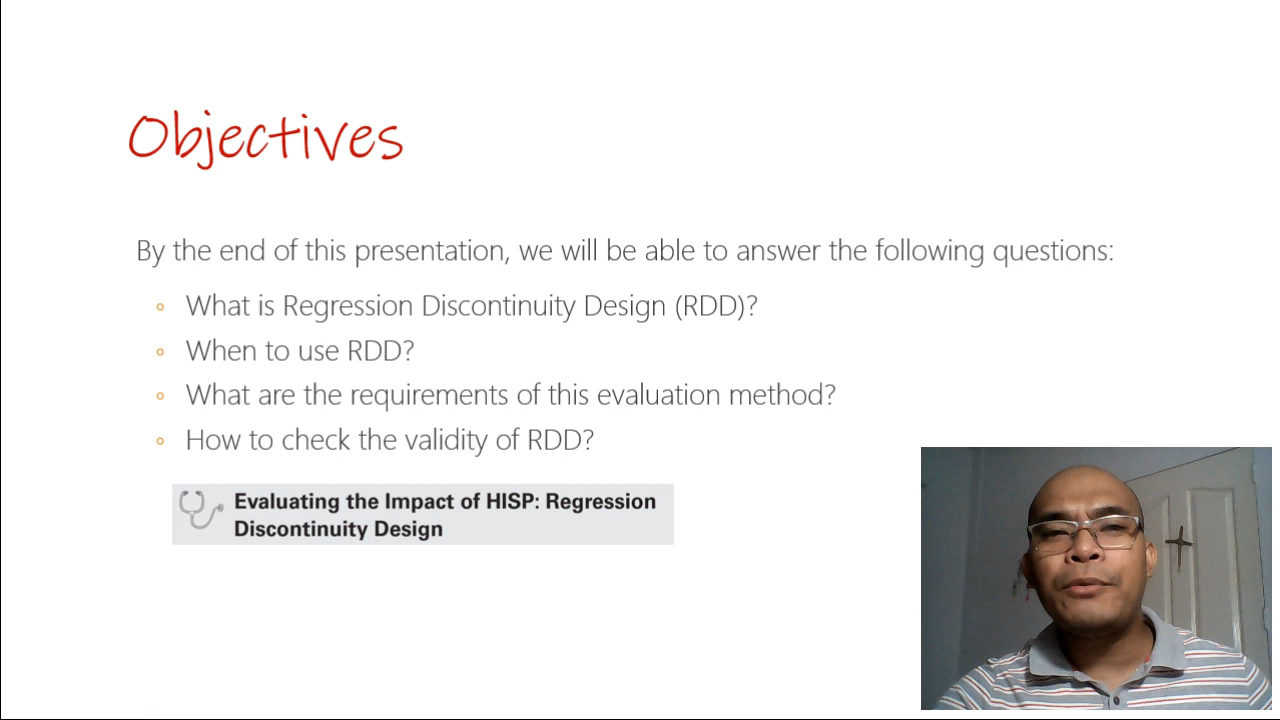 Objectives
By the end of this presentation, we will be able to answer the following questions:
What is Regression Discontinuity Design (RDD)?
When to use RDD?
What are the requirements of this evaluation method?
How to check the validity of RDD?
Evaluating the Impact of HISP: Regression
Discontinuity Design